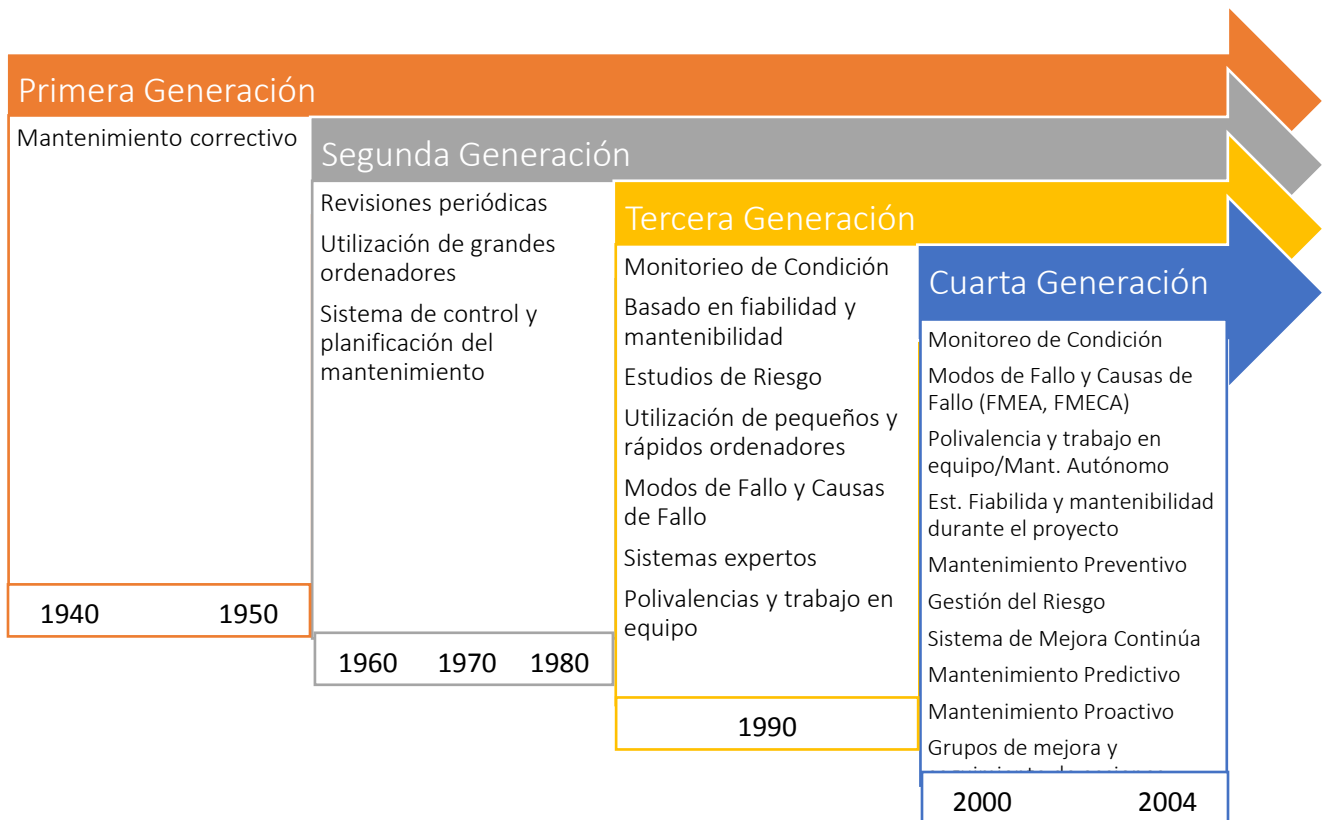 Primera Generación
Mantenimiento correctivo
1940 1950
Segunda Generación
Revisiones periódicas
Utilización de grandes
ordenadores
Sistema de control y
planificación del
mantenimiento
1960 1970 1980
Tercera Generación
Monitorieo de Condición
Basado en fiabilidad y
mantenibilidad
Estudios de Riesgo
Utilización de pequeños y
rápidos ordenadores
Modos de Fallo y Causas
de Fallo
Sistemas expertos
Polivalencias y trabajo en
equipo
1990
Cuarta Generación
Monitoreo de Condición
Modos de Fallo y Causas de
Fallo (FMEA, FMECA)
Polivalencia y trabajo en
equipo/Mant. Autónomo
Est. Fiabilida y mantenibilidad
durante el proyecto
Mantenimiento Preventivo
Gestión del Riesgo
Sistema de Mejora Continúa
Mantenimiento Predictivo
Mantenimiento Proactivo
Grupos de mejora y
2000 2004